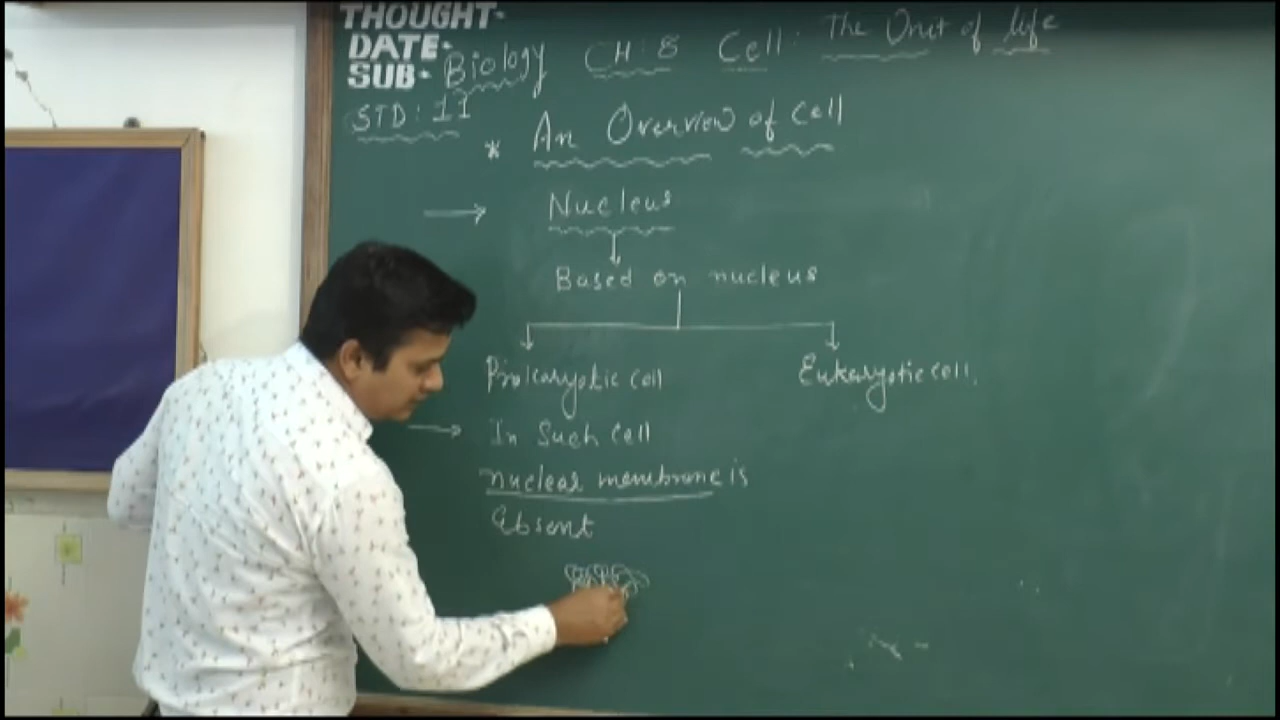 THOUGHT-
DATE-
SUB- Biology CH: 8 Cell: The Unit of life
STD: 11
* An Overview of Cell
→ Nucleus
Based on nucleus
Prokaryotic cell Eukaryotic cell.
→ In Such Cell
nuclear membrane is
Absent